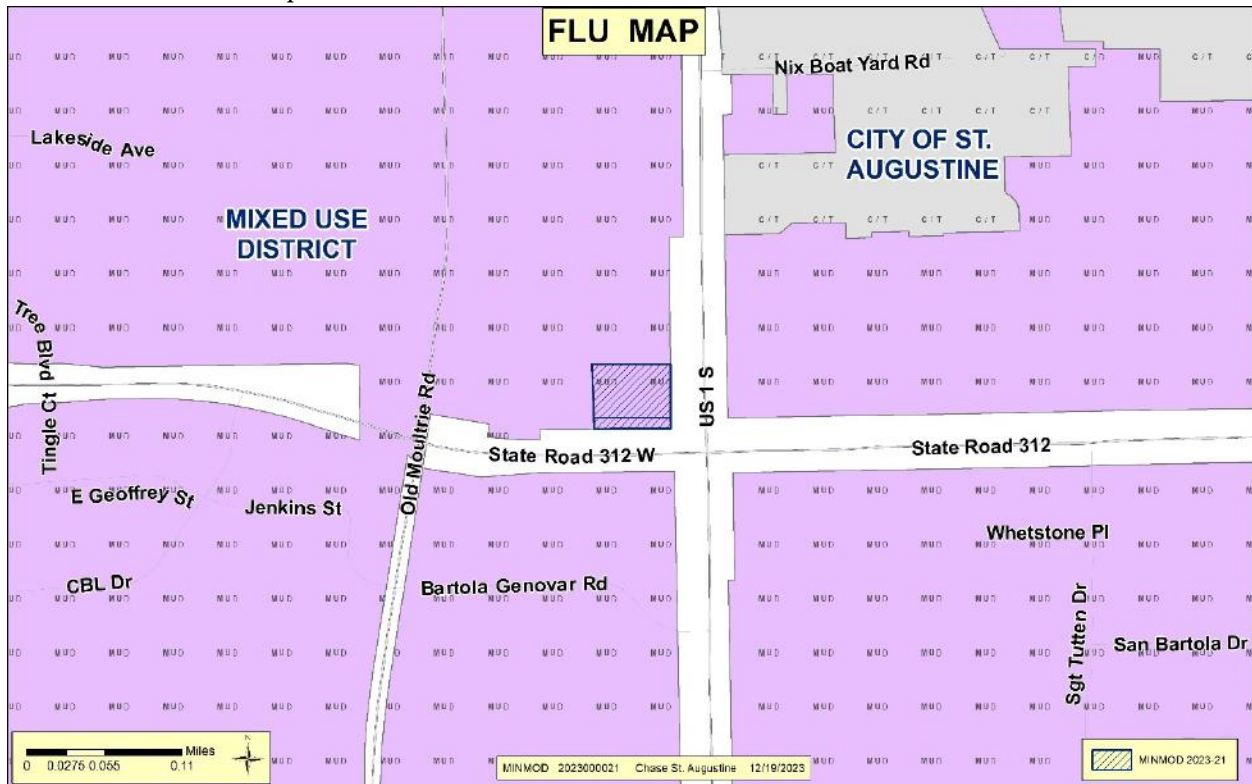 FLU MAP
Nix Boat Yard Rd
Lakeside Ave
CITY OF ST.
AUGUSTINE
MIXED USE
DISTRICT
Tree Blvd
Tingle Ct
Old Moultrie Rd
US 1 S
State Road 312 W
State Road 312
E Geoffrey St
Jenkins St
Whetstone Pl
CBL Dr
Bartola Genovar Rd
Sgt Tutten Dr
San Bartola Dr
Miles
0 0.0275 0.055 0.11
N
MINMOD 2023000021 Chase St. Augustine 12/19/2023
MINMOD 2023-21
MUD
C/T